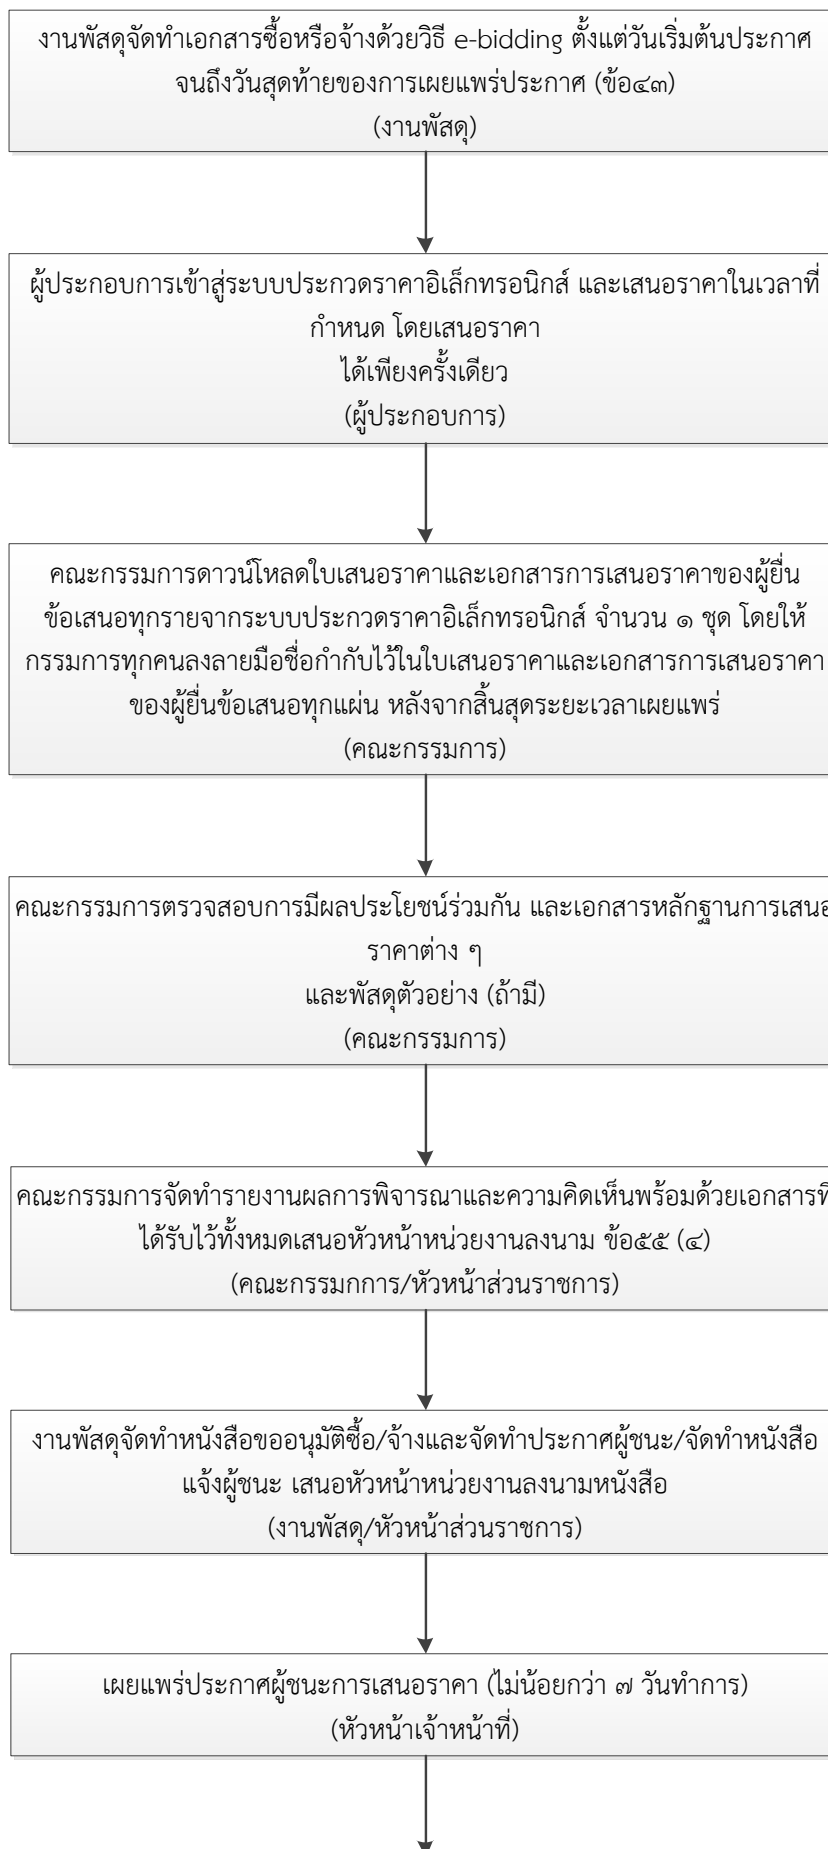 งานพัสดุจัดทำเอกสารซื้อหรือจ้างด้วยวิธี e-bidding ตั้งแต่วันเริ่มต้นประกาศ
จนถึงวันสุดท้ายของการเผยแพร่ประกาศ (ข้อ๔๓)
(งานพัสดุ)
ผู้ประกอบการเข้าสู่ระบบประกวดราคาอิเล็กทรอนิกส์ และเสนอราคาในเวลาที่
กำหนด โดยเสนอราคา
ได้เพียงครั้งเดียว
(ผู้ประกอบการ)
คณะกรรมการดาวน์โหลดใบเสนอราคาและเอกสารการเสนอราคาของผู้ยื่น
ข้อเสนอทุกรายจากระบบประกวดราคาอิเล็กทรอนิกส์ จำนวน ๑ ชุด โดยให้
กรรมการทุกคนลงลายมือชื่อกำกับไว้ในใบเสนอราคาและเอกสารการเสนอราคา
ของผู้ยื่นข้อเสนอทุกแผ่น หลังจากสิ้นสุดระยะเวลาเผยแพร่
(คณะกรรมการ)
คณะกรรมการตรวจสอบการมีผลประโยชน์ร่วมกัน และเอกสารหลักฐานการเสนอ
ราคาต่าง ๆ
และพัสดุตัวอย่าง (ถ้ามี)
(คณะกรรมการ)
คณะกรรมการจัดทำรายงานผลการพิจารณาและความคิดเห็นพร้อมด้วยเอกสารที่
ได้รับไว้ทั้งหมดเสนอหัวหน้าหน่วยงานลงนาม ข้อ๕๕ (๔)
(คณะกรรมกการ/หัวหน้าส่วนราชการ)
งานพัสดุจัดทำหนังสือขออนุมัติซื้อ/จ้างและจัดทำประกาศผู้ชนะ/จัดทำหนังสือ
แจ้งผู้ชนะ เสนอหัวหน้าหน่วยงานลงนามหนังสือ
(งานพัสดุ/หัวหน้าส่วนราชการ)
เผยแพร่ประกาศผู้ชนะการเสนอราคา (ไม่น้อยกว่า ๗ วันทำการ)
(หัวหน้าเจ้าหน้าที่)